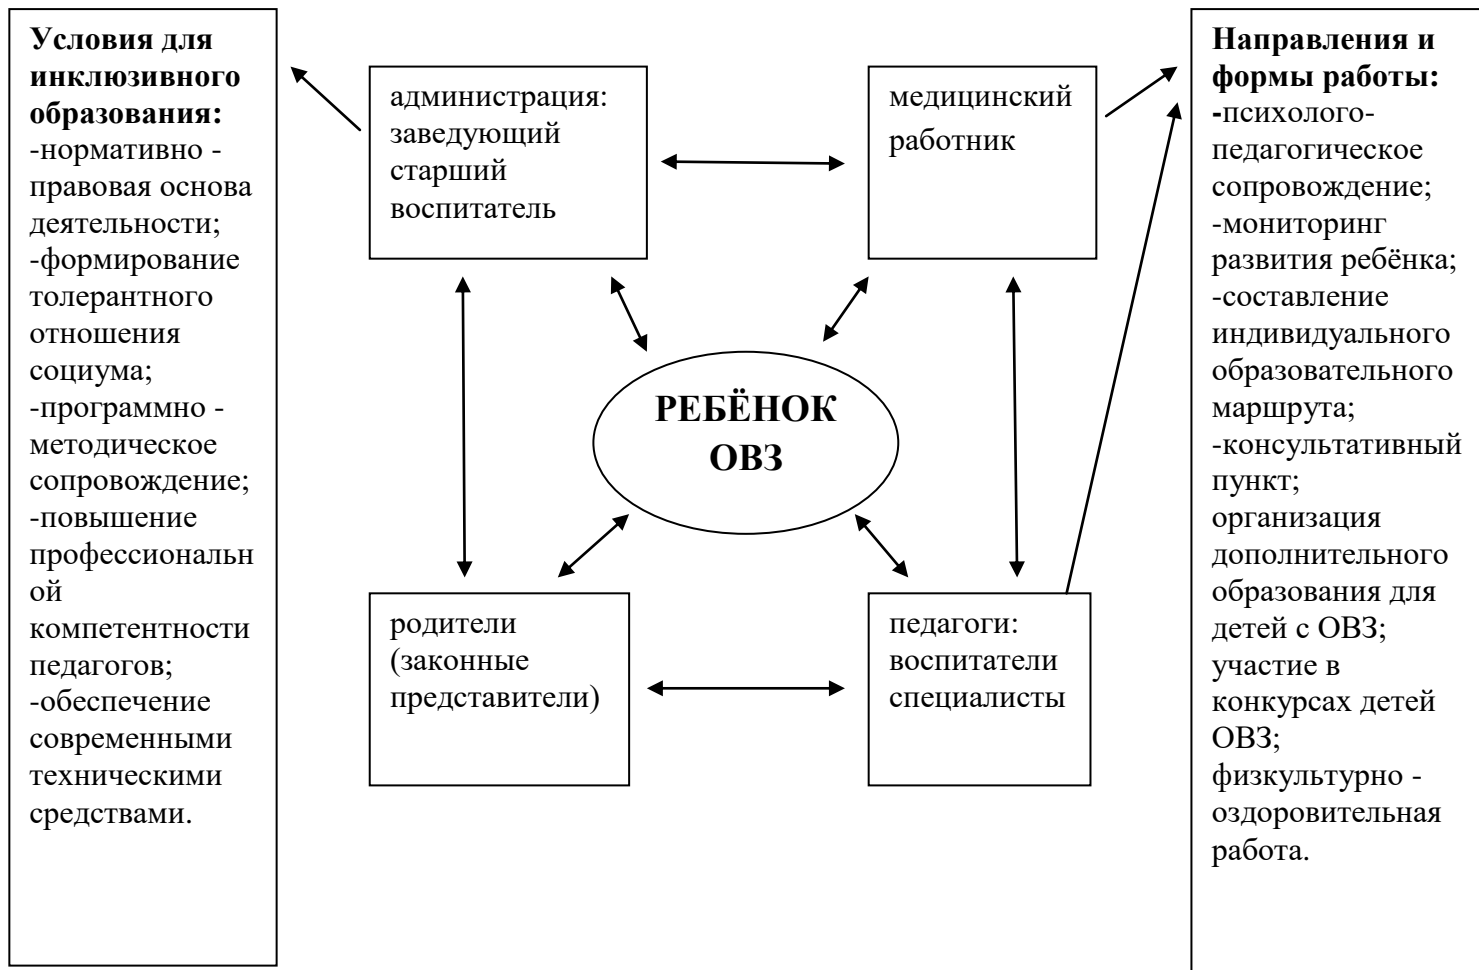 Условия для
инклюзивного
образования:
-нормативно -
правовая основа
деятельности;
-формирование
толерантного
отношения
социума;
-программно -
методическое
сопровождение;
-повышение
профессиональн
ой
компетентности
педагогов;
-обеспечение
современными
техническими
средствами.
администрация:
заведующий
старший
воспитатель
медицинский
работник
РЕБЁНОК
ОВЗ
родители
(законные
представители)
педагоги:
воспитатели
специалисты
Направления и
формы работы:
-психолого-
педагогическое
сопровождение;
-мониторинг
развития ребёнка;
-составление
индивидуального
образовательного
маршрута;
-консультативный
пункт;
организация
дополнительного
образования для
детей с ОВЗ;
участие в
конкурсах детей
ОВЗ;
физкультурно -
оздоровительная
работа.